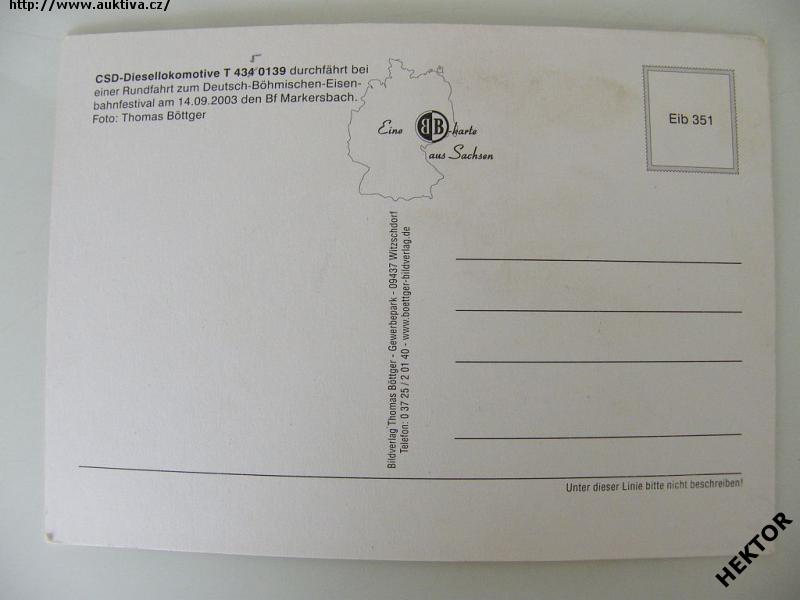 http://www.auktiva.cz/
5
CSD-Diesellokomotive T 434 0139 durchfährt bei
einer Rundfahrt zum Deutsch-Böhmischen-Eisen-
bahnfestival am 14.09.2003 den Bf Markersbach.
Foto: Thomas Böttger
Eine BB-karte
aus Sachsen
Eib 351
Bildverlag Thomas Böttger - Gewerbepark - 09437 Witzschdorf
Telefon: 0 37 25 / 2 01 40 - www.boettger-bildverlag.de
Unter dieser Linie bitte nicht beschreiben!
HEKTOR